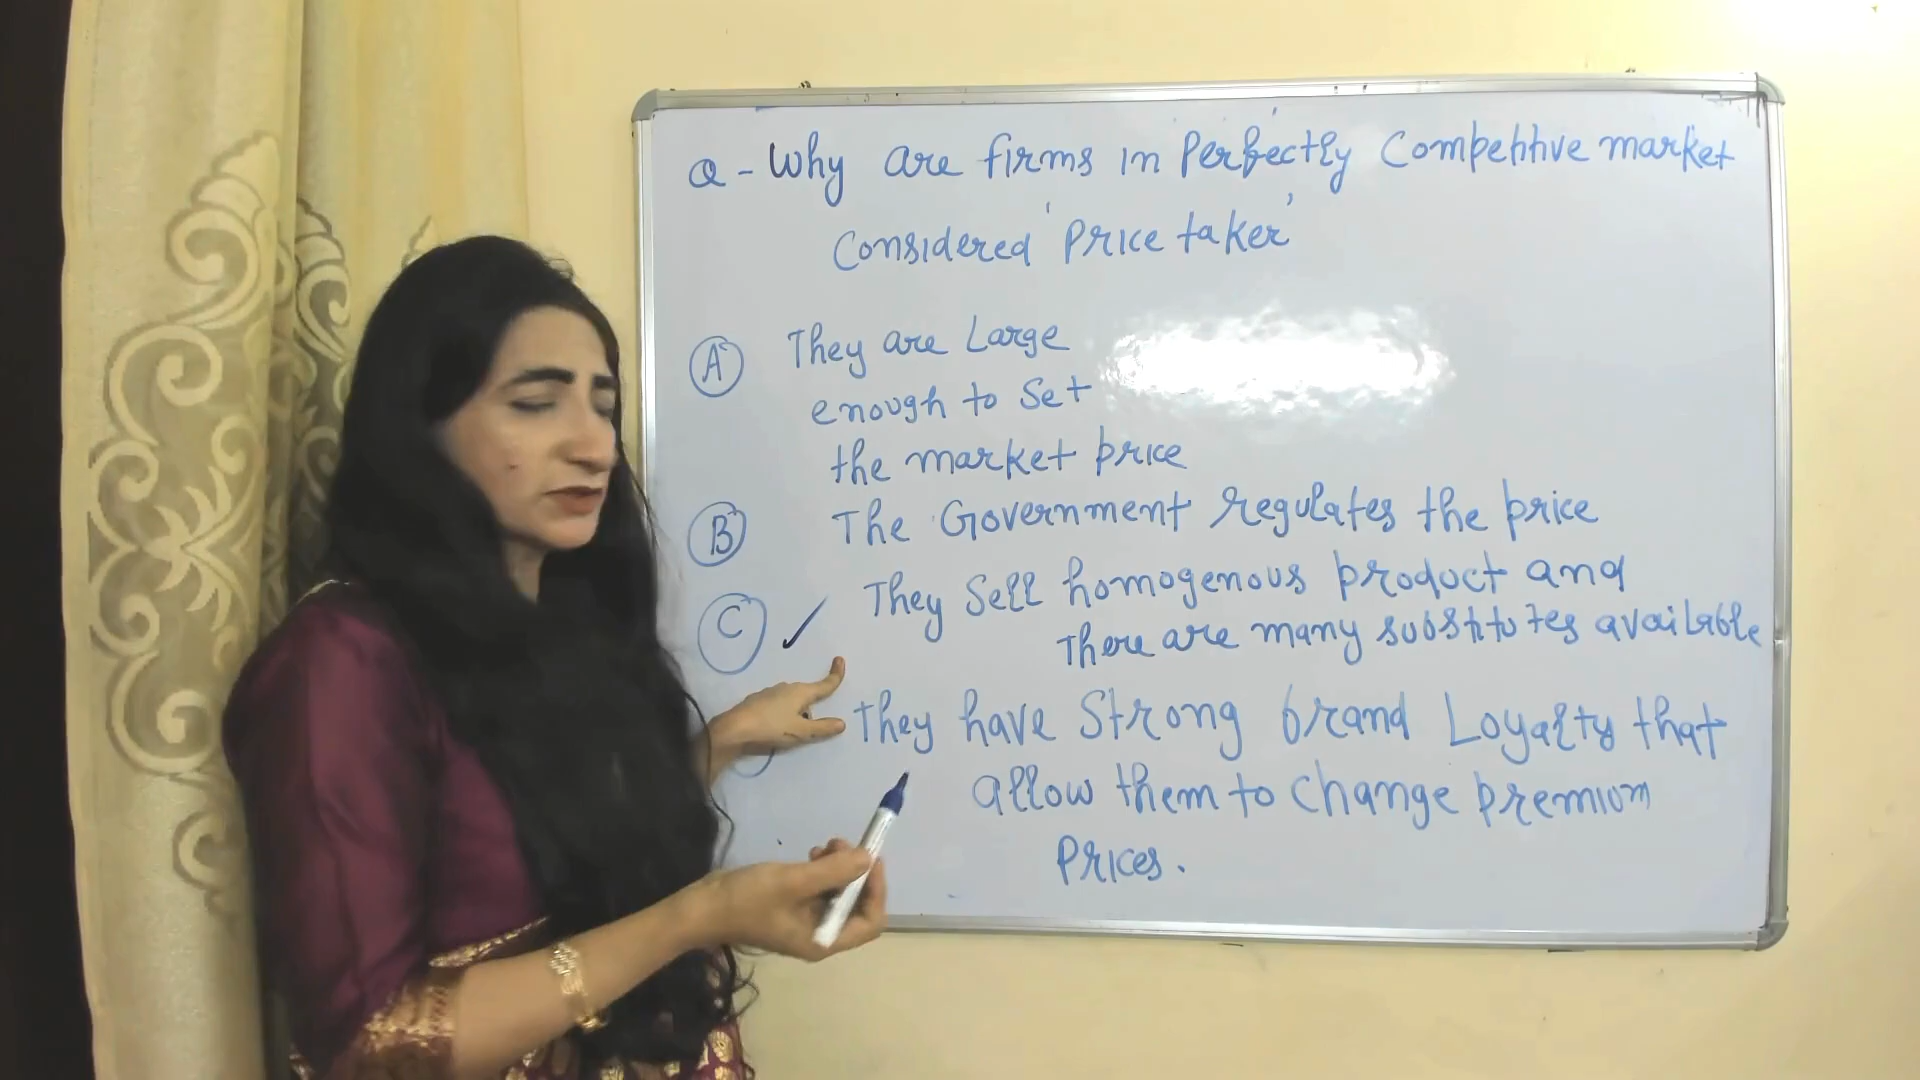 Q - Why are firms in Perfectly Competitive market
Considered 'Price taker'
A They are Large
enough to Set
the market price
B The Government regulates the price
C ✓ They Sell homogenous product and
There are many substitutes available
They have Strong brand Loyalty that
allow them to change premium
Prices.